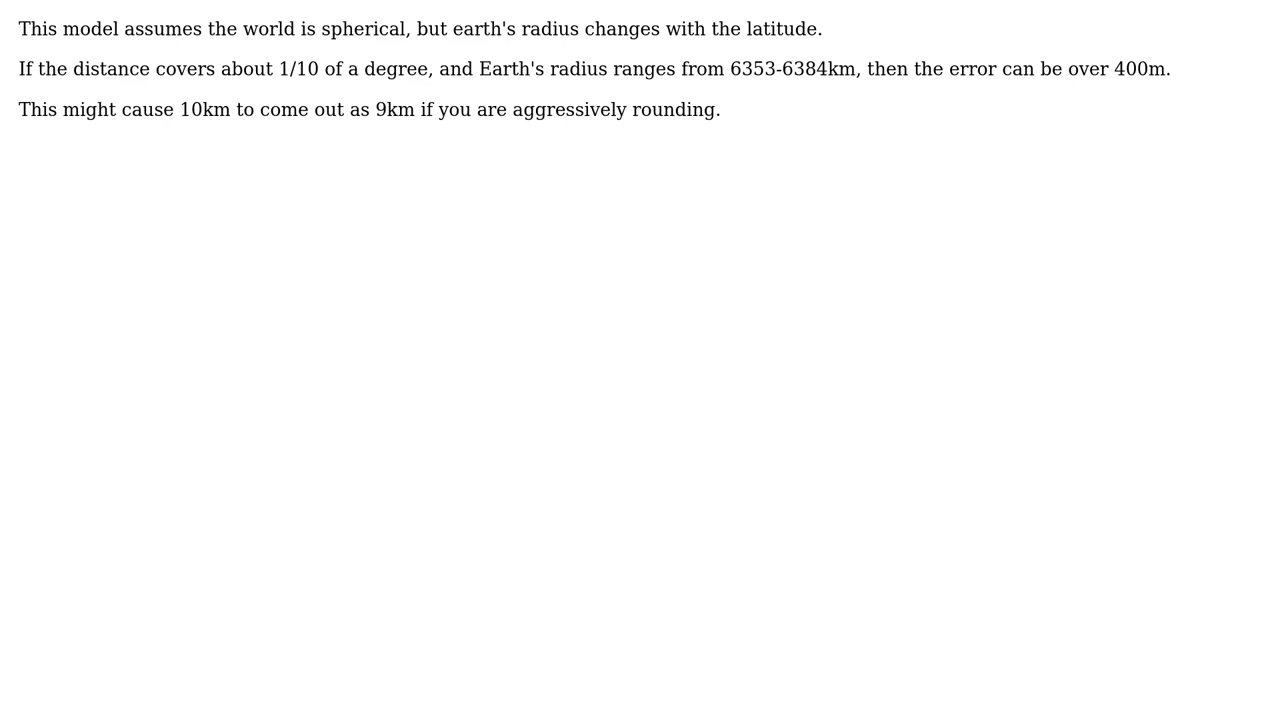 This model assumes the world is spherical, but earth's radius changes with the latitude.
If the distance covers about 1/10 of a degree, and Earth's radius ranges from 6353-6384km, then the error can be over 400m.
This might cause 10km to come out as 9km if you are aggressively rounding.